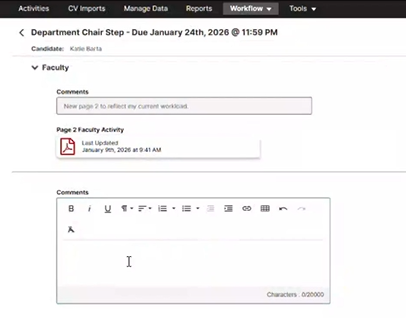 Activities CV Imports Manage Data Reports Workflow Tools
Department Chair Step - Due January 24th, 2026 @ 11:59 PM
Candidate: Katie Barta
Faculty
Comments
New page 2 to reflect my current workload.
Page 2 Faculty Activity
Last Updated
January 9th, 2026 at 9:41 AM
Comments
B i U
Characters : 0/20000